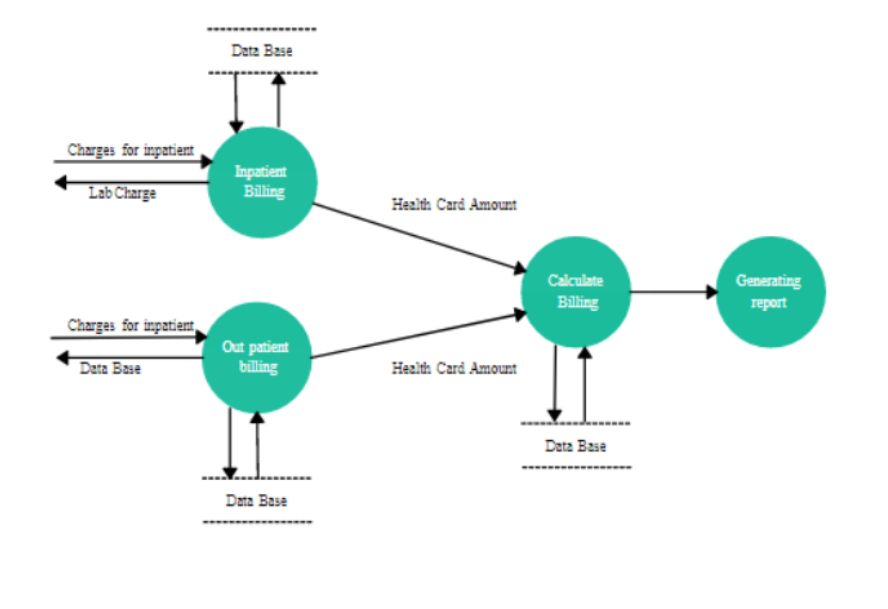 Data Base
Charges for inpatient
Inpatient
Billing
Lab Charge
Health Card Amount
Calculate
Billing
Generating
report
Charges for inpatient
Out patient
billing
Data Base
Health Card Amount
Data Base
Data Base